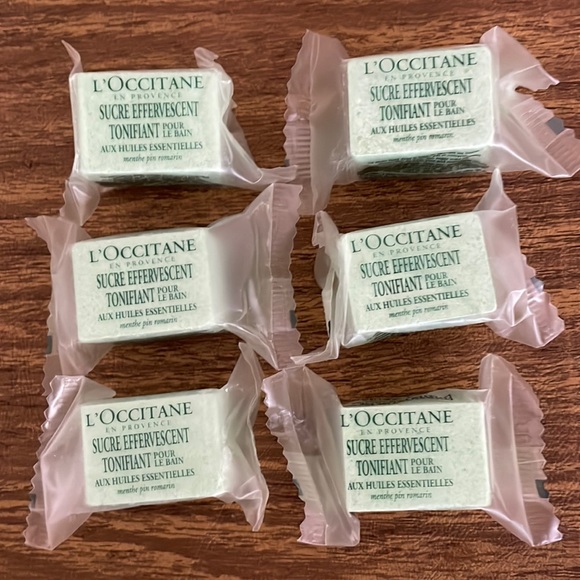 L'OCCITANE
EN PROVENCE
SUCRE EFFERVESCENT
TONIFIANT POUR LE BAIN
AUX HUILES ESSENTIELLES
menthe pin romarin
L'OCCITANE
EN PROVENCE
SUCRE EFFERVESCENT
TONIFIANT POUR LE BAIN
AUX HUILES ESSENTIELLES
menthe pin romarin
L'OCCITANE
EN PROVENCE
SUCRE EFFERVESCENT
TONIFIANT POUR LE BAIN
AUX HUILES ESSENTIELLES
menthe pin romarin
L'OCCITANE
EN PROVENCE
SUCRE EFFERVESCENT
TONIFIANT POUR LE BAIN
AUX HUILES ESSENTIELLES
menthe pin romarin
L'OCCITANE
EN PROVENCE
SUCRE EFFERVESCENT
TONIFIANT POUR LE BAIN
AUX HUILES ESSENTIELLES
menthe pin romarin
L'OCCITANE
EN PROVENCE
SUCRE EFFERVESCENT
TONIFIANT POUR LE BAIN
AUX HUILES ESSENTIELLES
menthe pin romarin